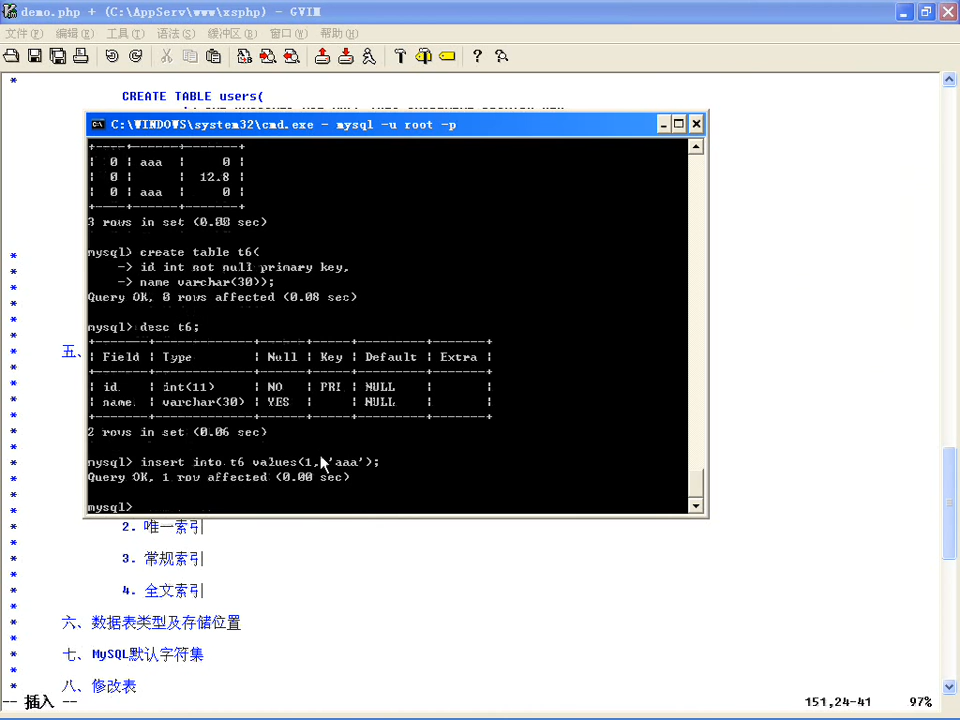 demo.php + (C:\AppServ\www\xsphp) - GVIM
文件(F) 编辑(E) 工具(T) 语法(S) 缓冲区(B) 窗口(W) 帮助(H)
*
CREATE TABLE users(
C:\WINDOWS\system32\cmd.exe - mysql -u root -p
+----+------+-------+
| 0 | aaa | 0 |
| 0 | | 12.8 |
| 0 | aaa | 0 |
+----+------+-------+
3 rows in set (0.00 sec)
mysql> create table t6(
-> id int not null primary key,
-> name varchar(30));
Query OK, 0 rows affected (0.08 sec)
mysql> desc t6;
+-------+-------------+------+-----+---------+-------+
| Field | Type | Null | Key | Default | Extra |
+-------+-------------+------+-----+---------+-------+
| id | int(11) | NO | PRI | NULL | |
| name | varchar(30) | YES | | NULL | |
+-------+-------------+------+-----+---------+-------+
2 rows in set (0.06 sec)
mysql> insert into t6 values(1, 'aaa');
Query OK, 1 row affected (0.00 sec)
mysql>
* 五、
* 2. 唯一索引
* 3. 常规索引
* 4. 全文索引
* 六、数据表类型及存储位置
* 七、MySQL默认字符集
* 八、修改表
-- 插入 --
151,24-41 97%